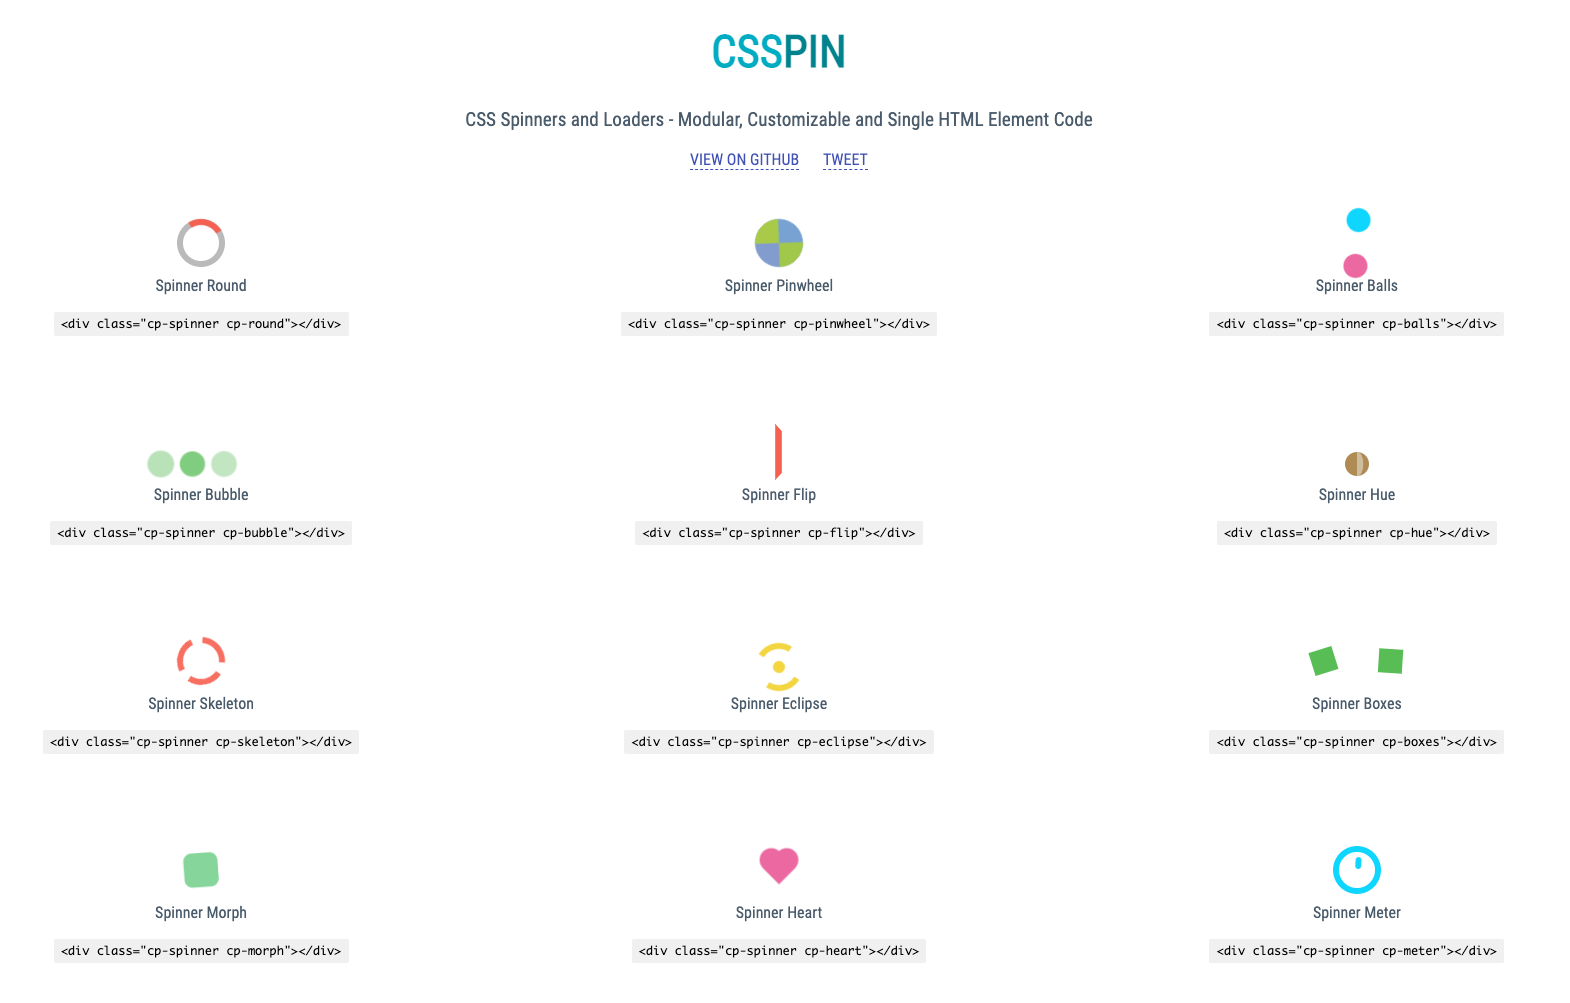 CSSPIN
CSS Spinners and Loaders - Modular, Customizable and Single HTML Element Code
VIEW ON GITHUB TWEET
Spinner Round
<div class="cp-spinner cp-round"></div>
Spinner Pinwheel
<div class="cp-spinner cp-pinwheel"></div>
Spinner Balls
<div class="cp-spinner cp-balls"></div>
Spinner Bubble
<div class="cp-spinner cp-bubble"></div>
Spinner Flip
<div class="cp-spinner cp-flip"></div>
Spinner Hue
<div class="cp-spinner cp-hue"></div>
Spinner Skeleton
<div class="cp-spinner cp-skeleton"></div>
Spinner Eclipse
<div class="cp-spinner cp-eclipse"></div>
Spinner Boxes
<div class="cp-spinner cp-boxes"></div>
Spinner Morph
<div class="cp-spinner cp-morph"></div>
Spinner Heart
<div class="cp-spinner cp-heart"></div>
Spinner Meter
<div class="cp-spinner cp-meter"></div>